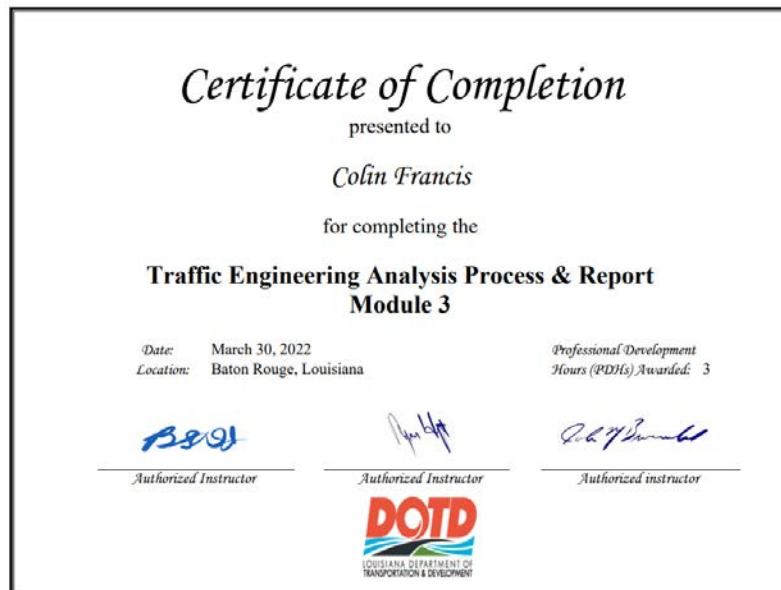 Certificate of Completion
presented to
Colin Francis
for completing the
Traffic Engineering Analysis Process & Report
Module 3
Date: March 30, 2022
Location: Baton Rouge, Louisiana
Professional Development
Hours (PDHs) Awarded: 3
Authorized Instructor
Authorized Instructor
Authorized instructor
DOTD
LOUISIANA DEPARTMENT OF
TRANSPORTATION & DEVELOPMENT